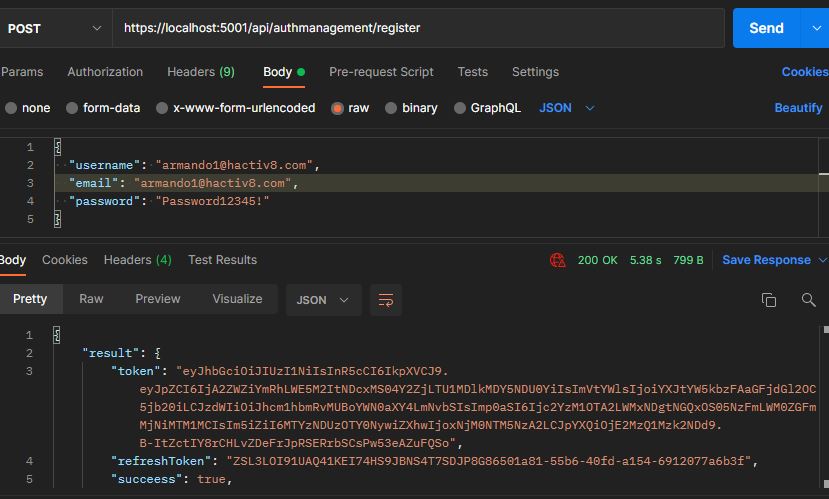 POST https://localhost:5001/api/authmanagement/register Send
Params Authorization Headers (9) Body Pre-request Script Tests Settings Cookies
none form-data x-www-form-urlencoded raw binary GraphQL JSON Beautify
1 {
2 "username": "armando1@hactiv8.com",
3 "email": "armando1@hactiv8.com",
4 "password": "Password12345!"
5 }
Body Cookies Headers (4) Test Results 200 OK 5.38 s 799 B Save Response
Pretty Raw Preview Visualize JSON
1 {
2 "result": {
3 "token": "eyJhbGciOiJIUzI1NiIsInR5cCI6IkpXVCJ9.
eyJpZCI6IjA2ZWZiYmRhLWE5M2ItNDcxMS04Y2ZjLTU1MDlkMDY5NDU0YiIsImVtYWlsIjoiYXJtYW5kbzFAaGFjdGl2OC
5jb20iLCJzdWIiOiJhcm1hbmRvMUBoYWN0aXY4LmNvbSIsImp0aSI6Ijc2YzM1OTA2LWMxNDgtNGQxOS05NzFmLWM0ZGFm
MjNiMTM1MCIsIm5iZiI6MTYzNDUzOTY0NywiZXhwIjoxNjM0NTM5NzA2LCJpYXQiOjE2MzQ1Mzk2NDd9.
B-ItZctIY8rCHLvZDeFrJpRSERrbSCsPw53eAZuFQSo",
4 "refreshToken": "ZSL3LOI91UAQ41KEI74HS9JBNS4T7SDJP8G86501a81-55b6-40fd-a154-6912077a6b3f",
5 "succeess": true,